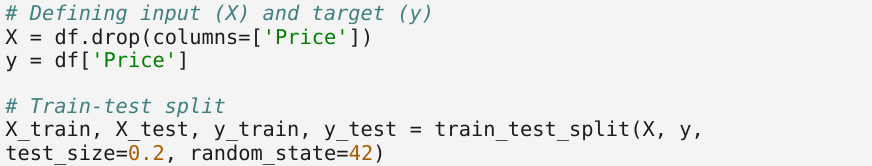 # Defining input (X) and target (y)
X = df.drop(columns=['Price'])
y = df['Price']
# Train-test split
X_train, X_test, y_train, y_test = train_test_split(X, y,
test_size=0.2, random_state=42)